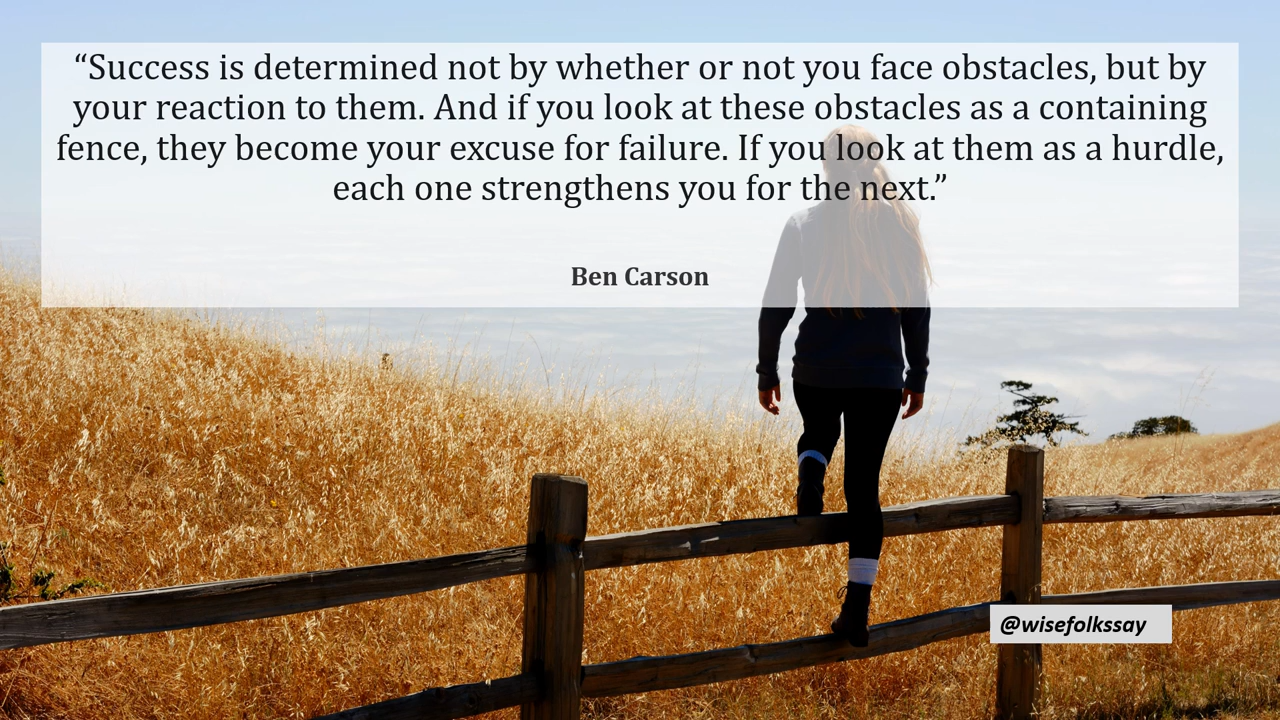 “Success is determined not by whether or not you face obstacles, but by
your reaction to them. And if you look at these obstacles as a containing
fence, they become your excuse for failure. If you look at them as a hurdle,
each one strengthens you for the next.”
Ben Carson
@wisefolkssay